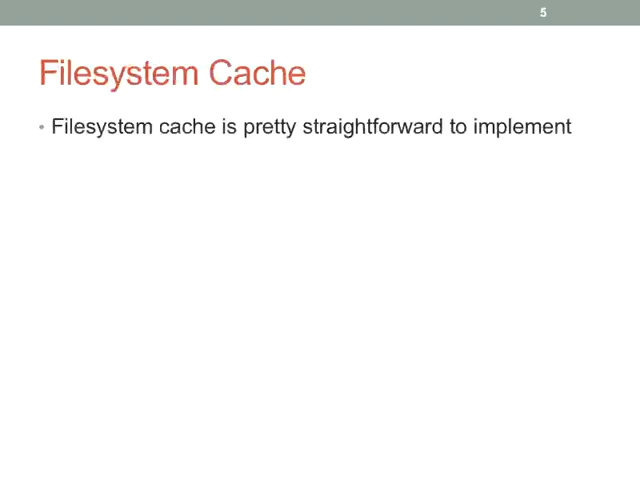 5
Filesystem Cache
• Filesystem cache is pretty straightforward to implement